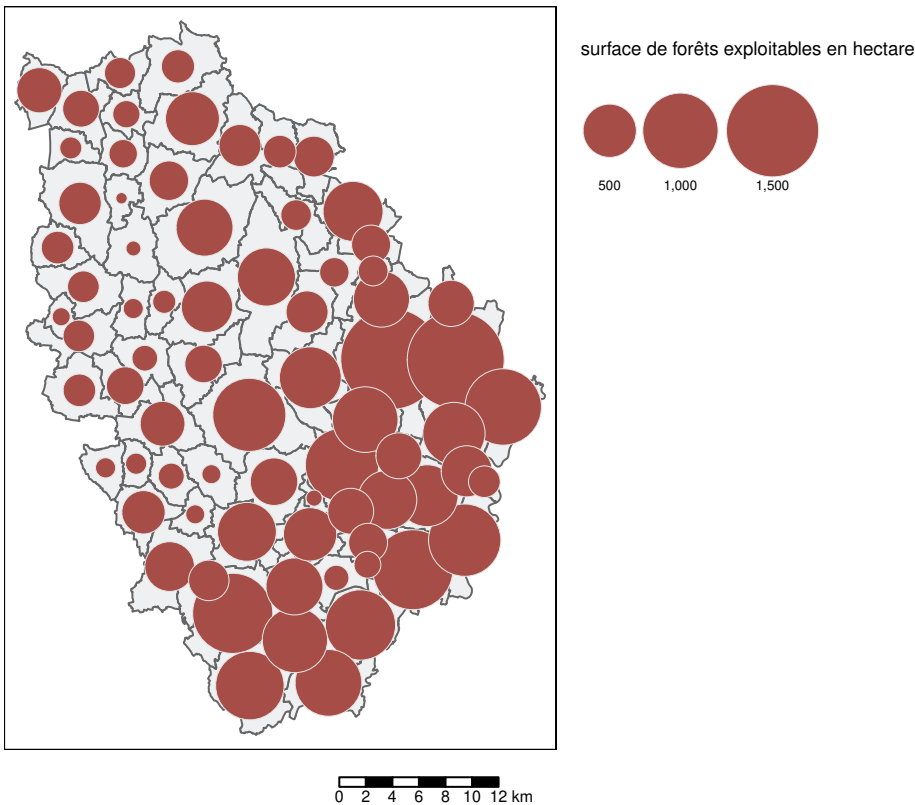 surface de forêts exploitables en hectare
500 1,000 1,500
0 2 4 6 8 10 12 km